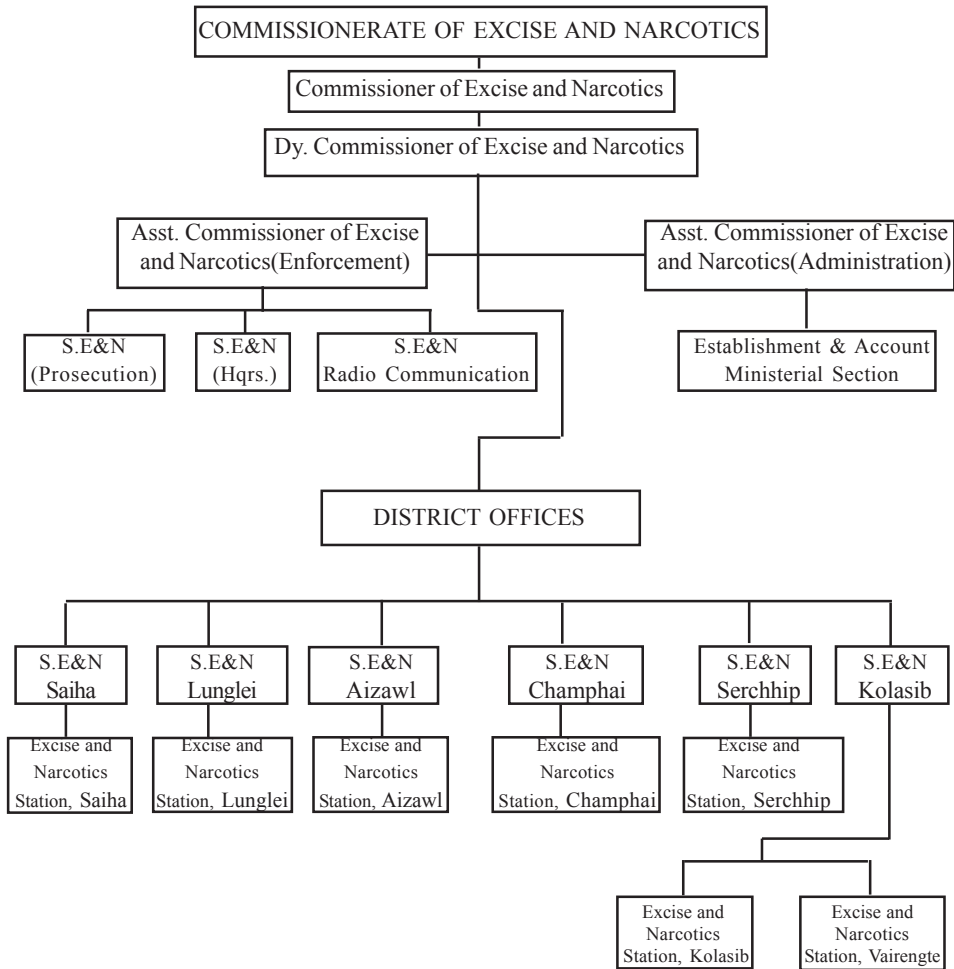 COMMISSIONERATE OF EXCISE AND NARCOTICS
Commissioner of Excise and Narcotics
Dy. Commissioner of Excise and Narcotics
Asst. Commissioner of Excise
and Narcotics(Enforcement)
Asst. Commissioner of Excise
and Narcotics(Administration)
S.E&N
(Prosecution)
S.E&N
(Hqrs.)
S.E&N
Radio Communication
Establishment & Account
Ministerial Section
DISTRICT OFFICES
S.E&N
Saiha
S.E&N
Lunglei
S.E&N
Aizawl
S.E&N
Champhai
S.E&N
Serchhip
S.E&N
Kolasib
Excise and
Narcotics
Station, Saiha
Excise and
Narcotics
Station, Lunglei
Excise and
Narcotics
Station, Aizawl
Excise and
Narcotics
Station, Champhai
Excise and
Narcotics
Station, Serchhip
Excise and
Narcotics
Station, Kolasib
Excise and
Narcotics
Station, Vairengte